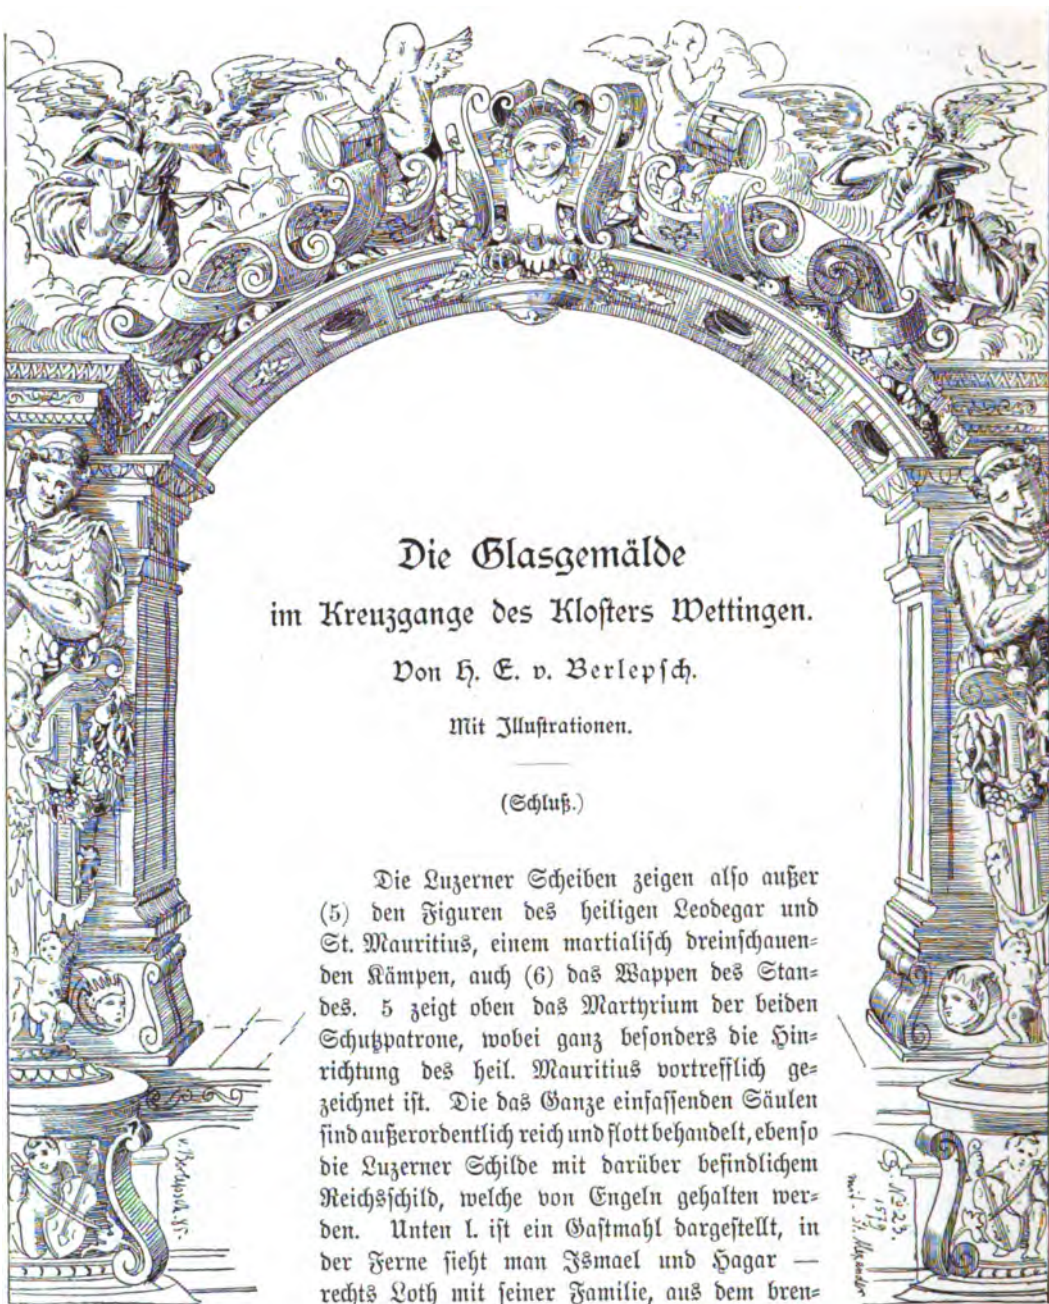 Die Glasgemälde
im Kreuzgange des Kloſters Wettingen.
Von H. E. v. Berlepſch.
Mit Illuſtrationen.
(Schluß.)
Die Luzerner Scheiben zeigen alſo außer
(5) den Figuren des heiligen Leodegar und
St. Mauritius, einem martialiſch dreinſchauen⸗
den Kämpen, auch (6) das Wappen des Stan⸗
des. 5 zeigt oben das Martyrium der beiden
Schutzpatrone, wobei ganz beſonders die Hin⸗
richtung des heil. Mauritius vortrefflich ge⸗
zeichnet iſt. Die das Ganze einfaſſenden Säulen
ſind außerordentlich reich und flott behandelt, ebenſo
die Luzerner Schilde mit darüber befindlichem
Reichsſchild, welche von Engeln gehalten wer⸗
den. Unten l. iſt ein Gaſtmahl dargeſtellt, in
der Ferne ſieht man Ismael und Hagar —
rechts Loth mit ſeiner Familie, aus dem bren⸗
v. Berlepsch. 85.
1579